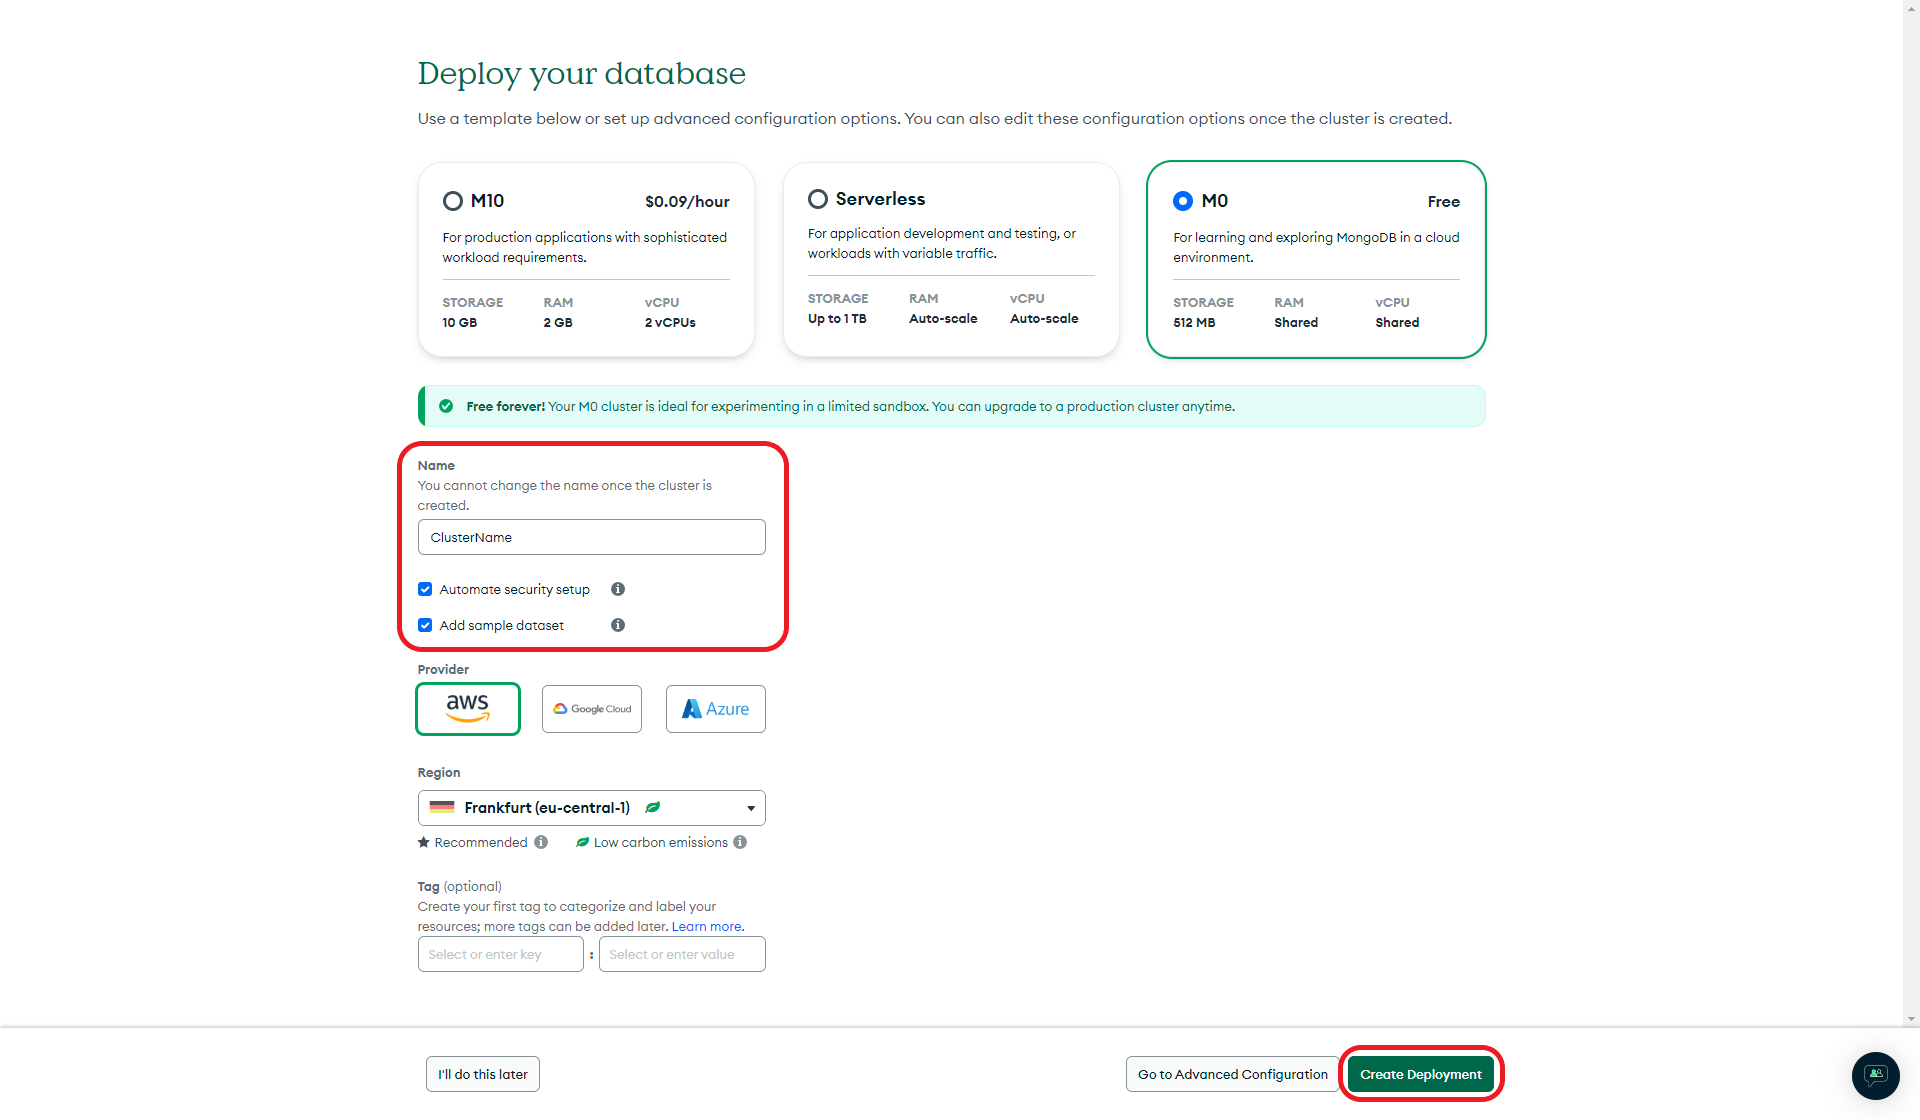 Deploy your database
Use a template below or set up advanced configuration options. You can also edit these configuration options once the cluster is created.
M10 $0.09/hour
For production applications with sophisticated
workload requirements.
STORAGE RAM vCPU
10 GB 2 GB 2 vCPUs
Serverless
For application development and testing, or
workloads with variable traffic.
STORAGE RAM vCPU
Up to 1 TB Auto-scale Auto-scale
M0 Free
For learning and exploring MongoDB in a cloud
environment.
STORAGE RAM vCPU
512 MB Shared Shared
Free forever! Your M0 cluster is ideal for experimenting in a limited sandbox. You can upgrade to a production cluster anytime.
Name
You cannot change the name once the cluster is
created.
ClusterName
Automate security setup
Add sample dataset
Provider
aws Google Cloud Azure
Region
Frankfurt (eu-central-1)
Recommended Low carbon emissions
Tag (optional)
Create your first tag to categorize and label your
resources; more tags can be added later. Learn more.
Select or enter key : Select or enter value
I'll do this later Go to Advanced Configuration Create Deployment